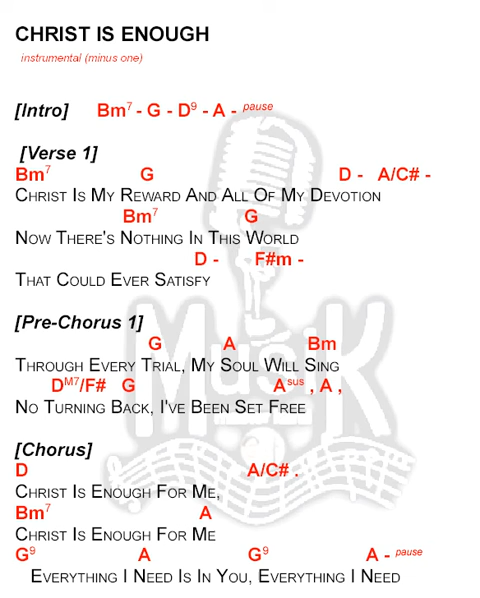 CHRIST IS ENOUGH
instrumental (minus one)
[Intro] Bm7 - G - D9 - A - pause
[Verse 1]
Bm7 G D - A/C# -
CHRIST IS MY REWARD AND ALL OF MY DEVOTION
Bm7 G
NOW THERE'S NOTHING IN THIS WORLD
D - F#m -
THAT COULD EVER SATISFY
[Pre-Chorus 1]
G A Bm
THROUGH EVERY TRIAL, MY SOUL WILL SING
DM7/F# G Asus , A ,
NO TURNING BACK, I'VE BEEN SET FREE
[Chorus]
D A/C# .
CHRIST IS ENOUGH FOR ME,
Bm7 A
CHRIST IS ENOUGH FOR ME
G9 A G9 A - pause
EVERYTHING I NEED IS IN YOU, EVERYTHING I NEED
MusiK